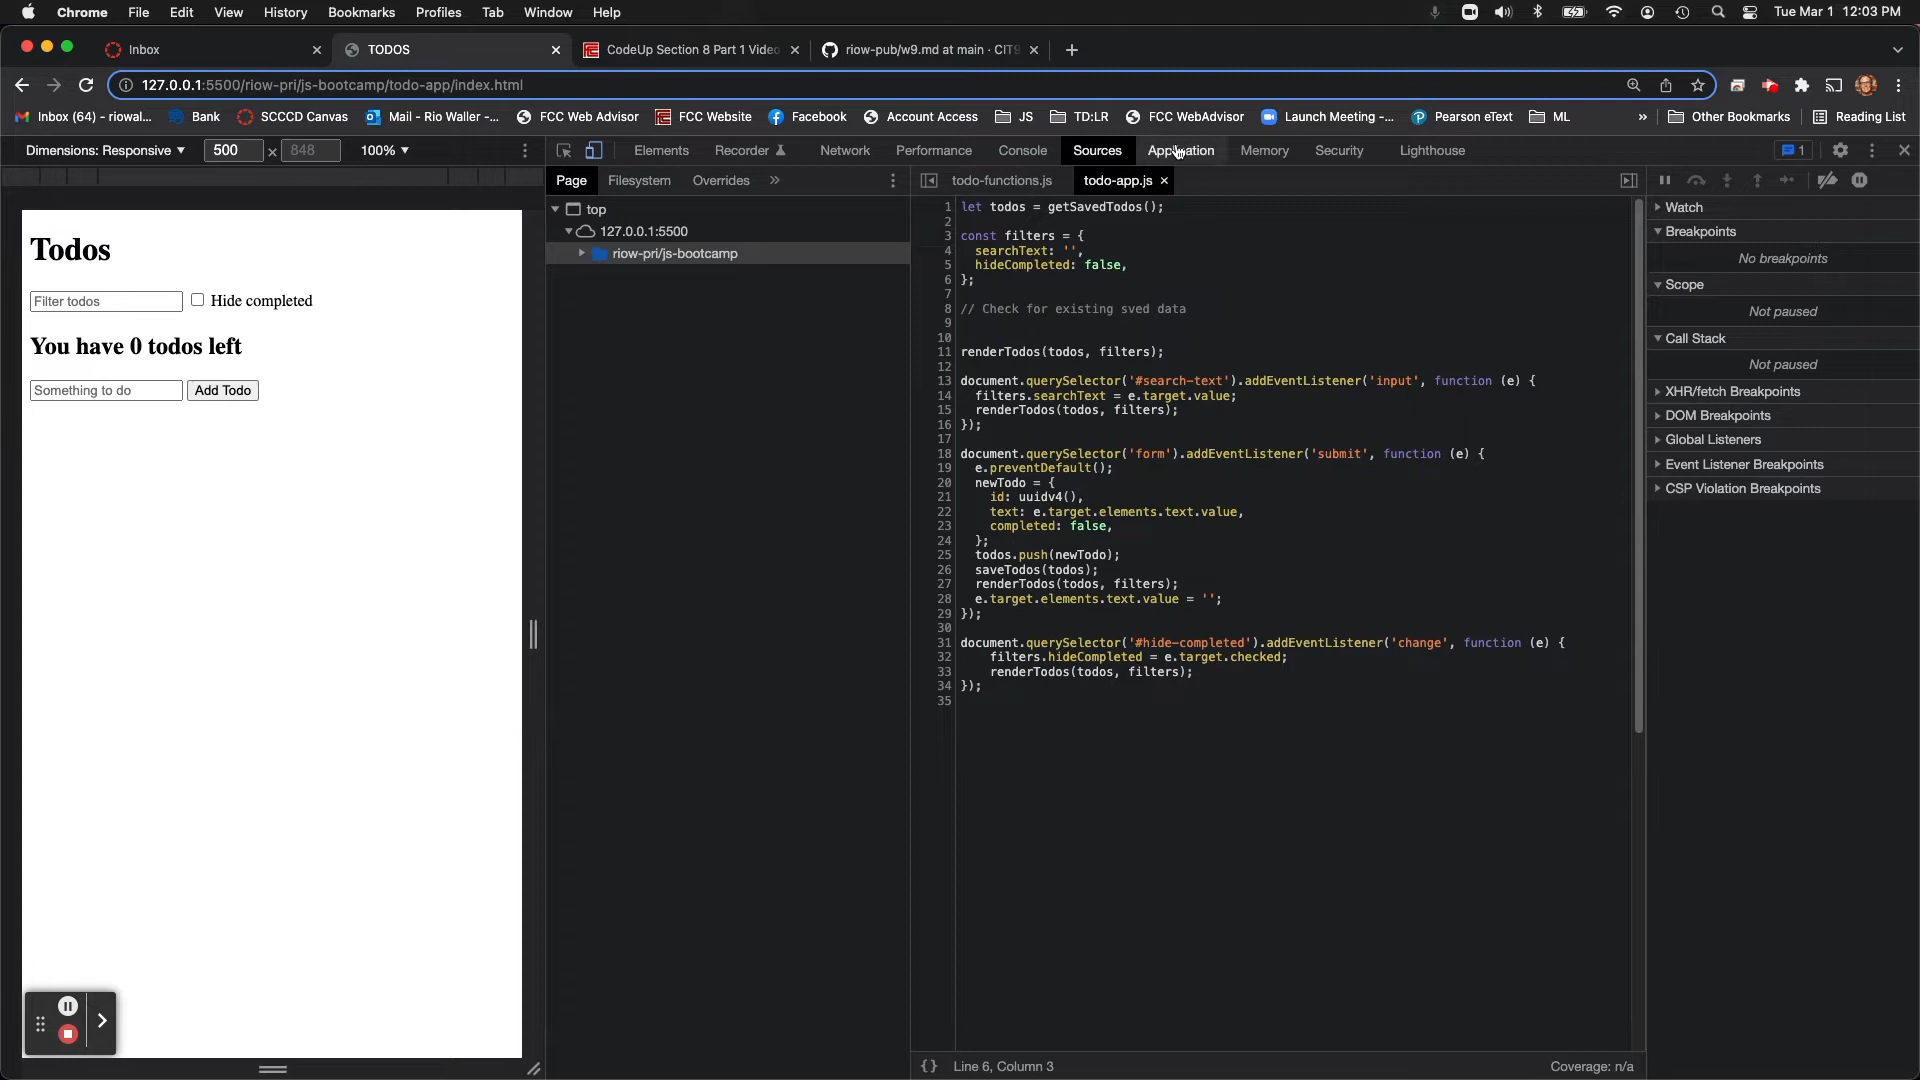 Chrome File Edit View History Bookmarks Profiles Tab Window Help Tue Mar 1 12:03 PM
Inbox TODOS CodeUp Section 8 Part 1 Video riow-pub/w9.md at main · CIT9
127.0.0.1:5500/riow-pri/js-bootcamp/todo-app/index.html
Inbox (64) - riowal... Bank SCCCD Canvas Mail - Rio Waller -... FCC Web Advisor FCC Website Facebook Account Access JS TD:LR FCC WebAdvisor Launch Meeting -... Pearson eText ML » Other Bookmarks Reading List
Dimensions: Responsive ▼ 500 × 848 100% ▼ Elements Recorder Network Performance Console Sources Application Memory Security Lighthouse 1
Page Filesystem Overrides » todo-functions.js todo-app.js ×
top
127.0.0.1:5500
riow-pri/js-bootcamp
Todos
Filter todos Hide completed
You have 0 todos left
Something to do Add Todo
1 let todos = getSavedTodos();
2
3 const filters = {
4 searchText: '',
5 hideCompleted: false,
6 };
7
8 // Check for existing sved data
9
10
11 renderTodos(todos, filters);
12
13 document.querySelector('#search-text').addEventListener('input', function (e) {
14 filters.searchText = e.target.value;
15 renderTodos(todos, filters);
16 });
17
18 document.querySelector('form').addEventListener('submit', function (e) {
19 e.preventDefault();
20 newTodo = {
21 id: uuidv4(),
22 text: e.target.elements.text.value,
23 completed: false,
24 };
25 todos.push(newTodo);
26 saveTodos(todos);
27 renderTodos(todos, filters);
28 e.target.elements.text.value = '';
29 });
30
31 document.querySelector('#hide-completed').addEventListener('change', function (e) {
32 filters.hideCompleted = e.target.checked;
33 renderTodos(todos, filters);
34 });
35
Watch
Breakpoints
No breakpoints
Scope
Not paused
Call Stack
Not paused
XHR/fetch Breakpoints
DOM Breakpoints
Global Listeners
Event Listener Breakpoints
CSP Violation Breakpoints
{} Line 6, Column 3 Coverage: n/a